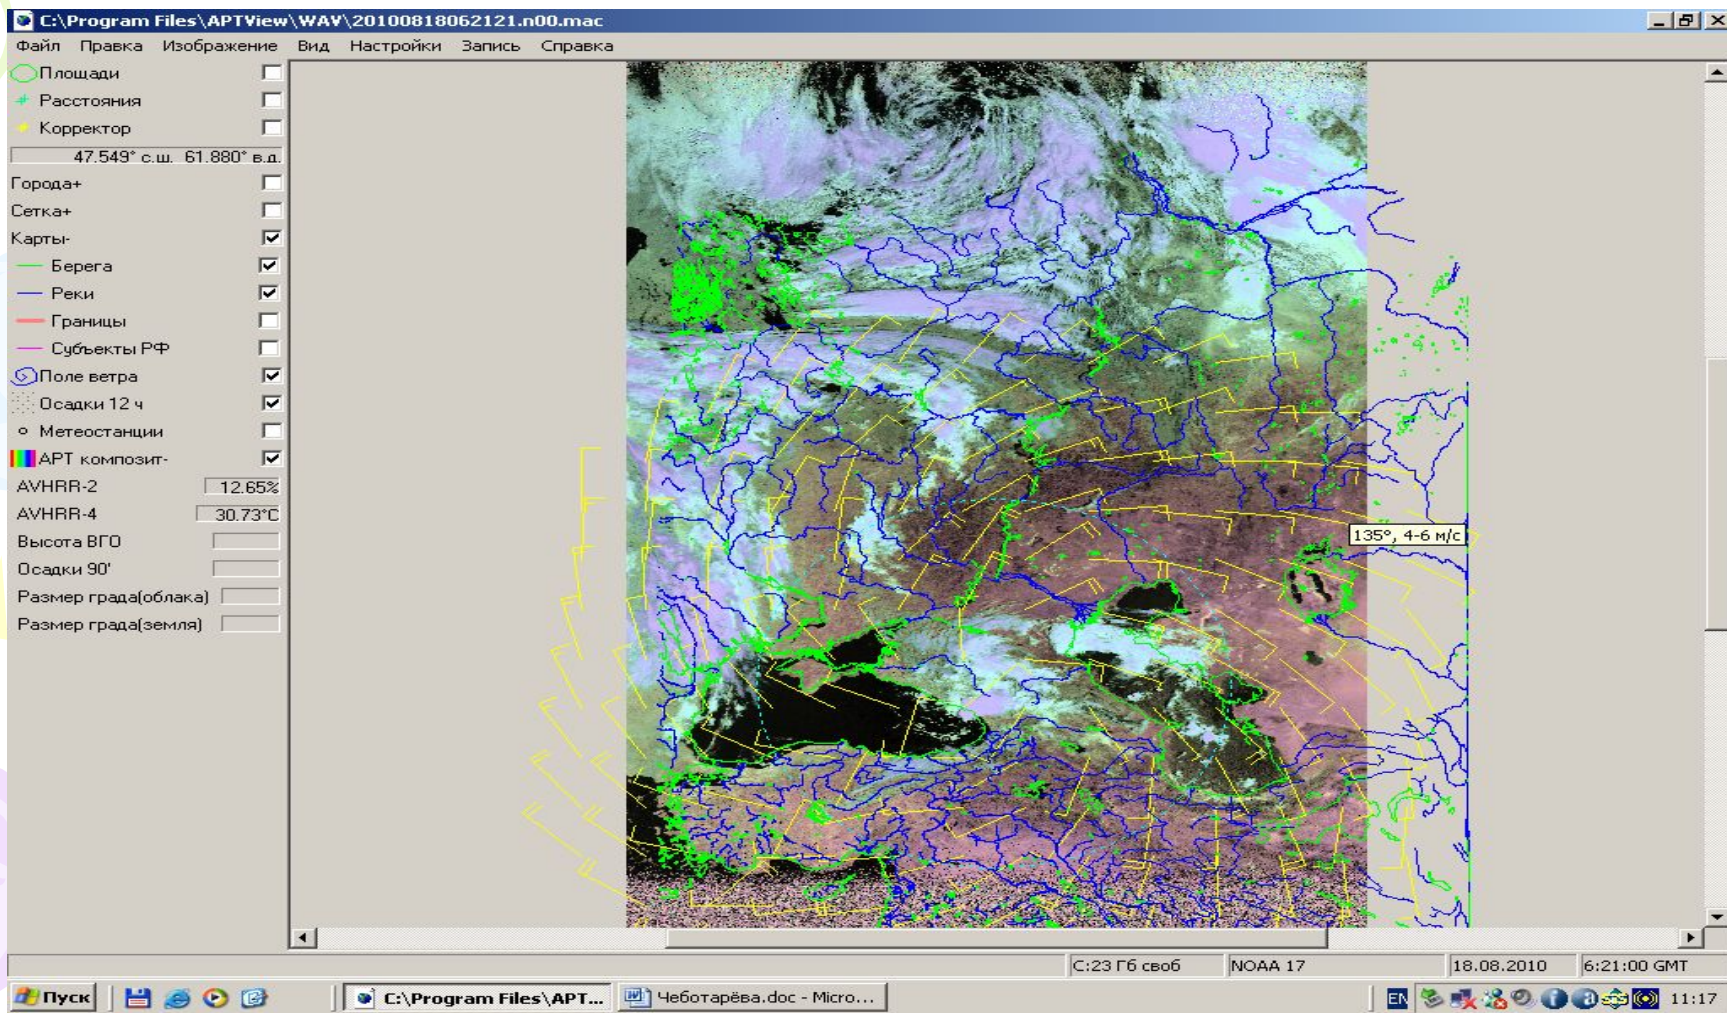 C:\Program Files\APTView\WAV\20100818062121.n00.mac
Файл Правка Изображение Вид Настройки Запись Справка
Площади
Расстояния
Корректор
47.549° с.ш. 61.880° в.д.
Города+
Сетка+
Карты-
Берега
Реки
Границы
Субъекты РФ
Поле ветра
Осадки 12 ч
Метеостанции
APT композит-
AVHRR-2 12.65%
AVHRR-4 30.73°C
Высота ВГО
Осадки 90'
Размер града(облака)
Размер града(земля)
135°, 4-6 м/с
C:23 Гб своб NOAA 17 18.08.2010 6:21:00 GMT
Пуск C:\Program Files\APT... Чеботарёва.doc - Micro... EN 11:17